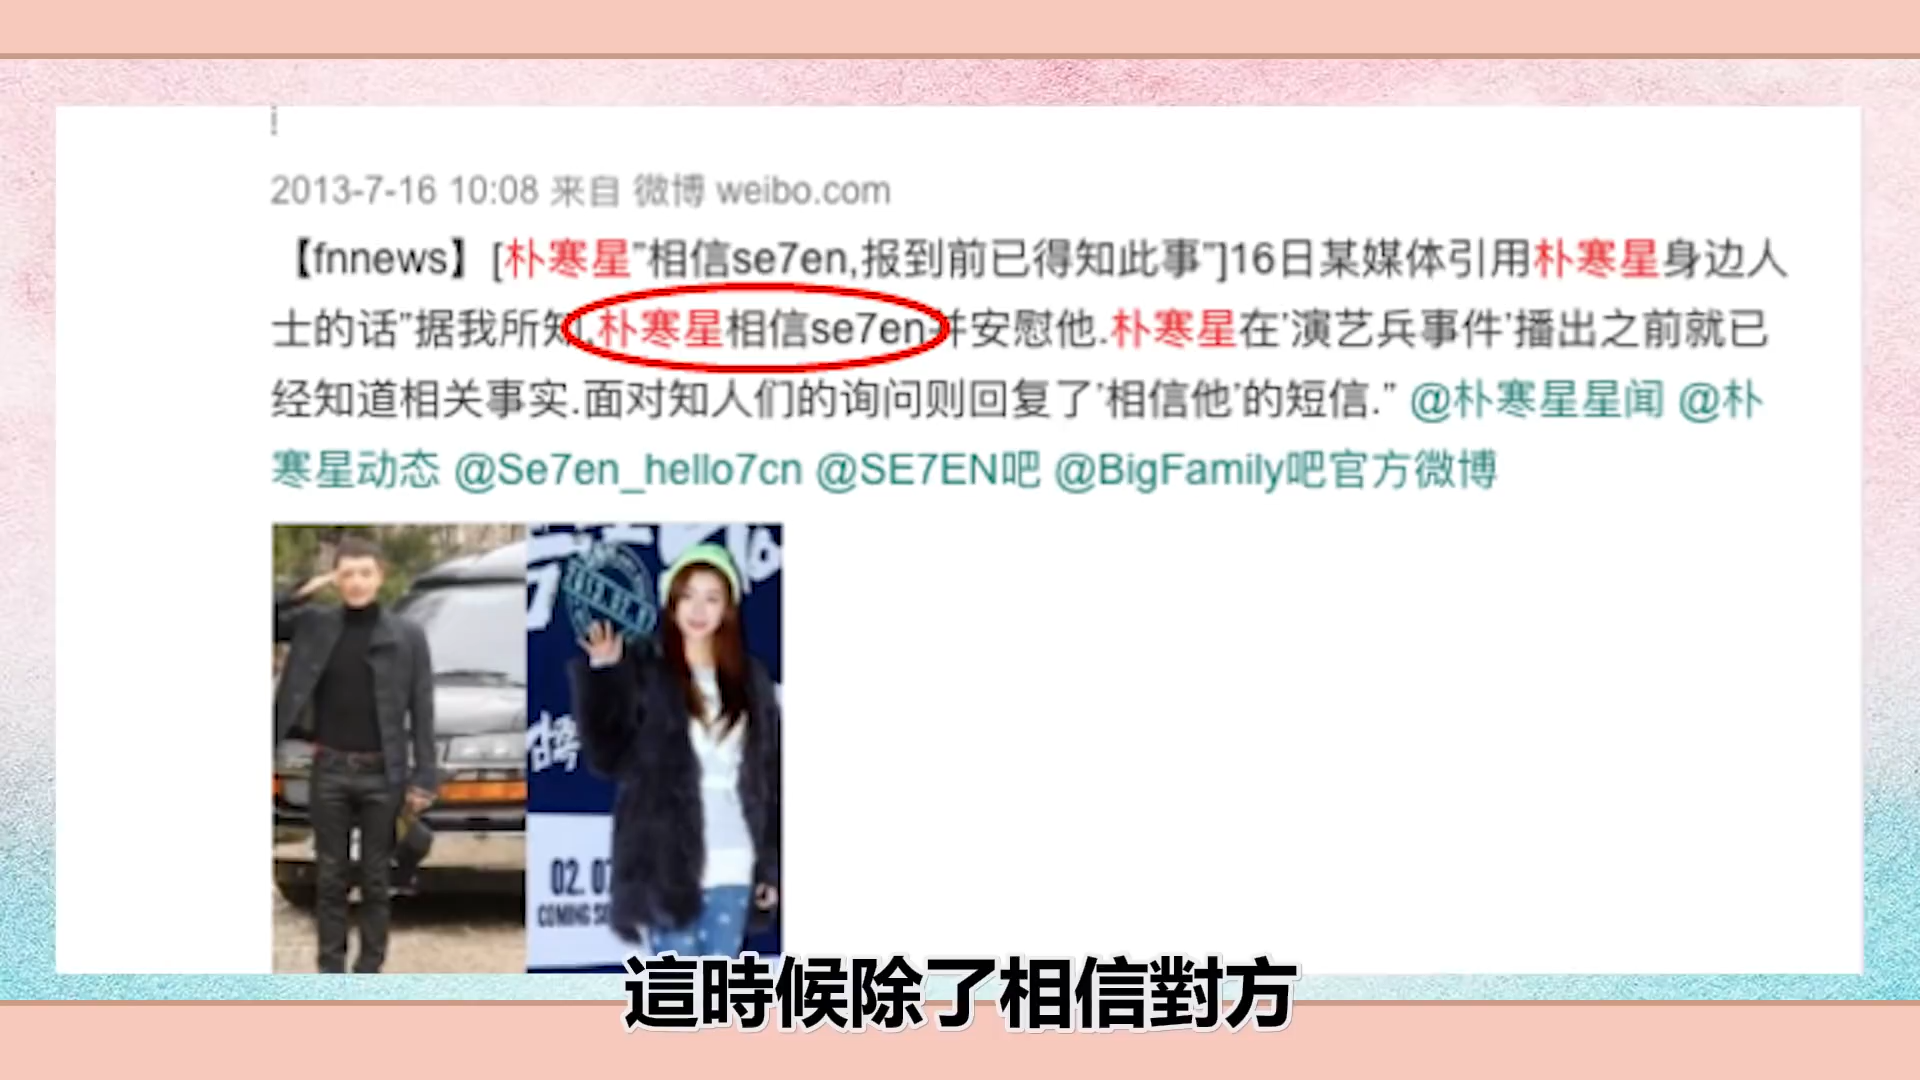 2013-7-16 10:08 来自 微博 weibo.com
【fnnews】[朴寒星"相信se7en,报到前已得知此事"]16日某媒体引用朴寒星身边人
士的话"据我所知,朴寒星相信se7en并安慰他.朴寒星在'演艺兵事件'播出之前就已
经知道相关事实.面对知人们的询问则回复了'相信他'的短信." @朴寒星星闻 @朴
寒星动态 @Se7en_hello7cn @SE7EN吧 @BigFamily吧官方微博
02.07
COMING SO
這時候除了相信對方